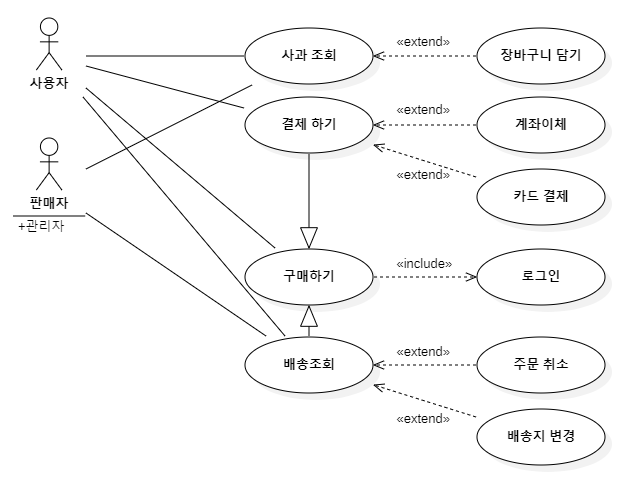 사용자
사과 조회
«extend»
장바구니 담기
결제 하기
«extend»
계좌이체
«extend»
카드 결제
판매자
+관리자
구매하기
«include»
로그인
배송조회
«extend»
주문 취소
«extend»
배송지 변경